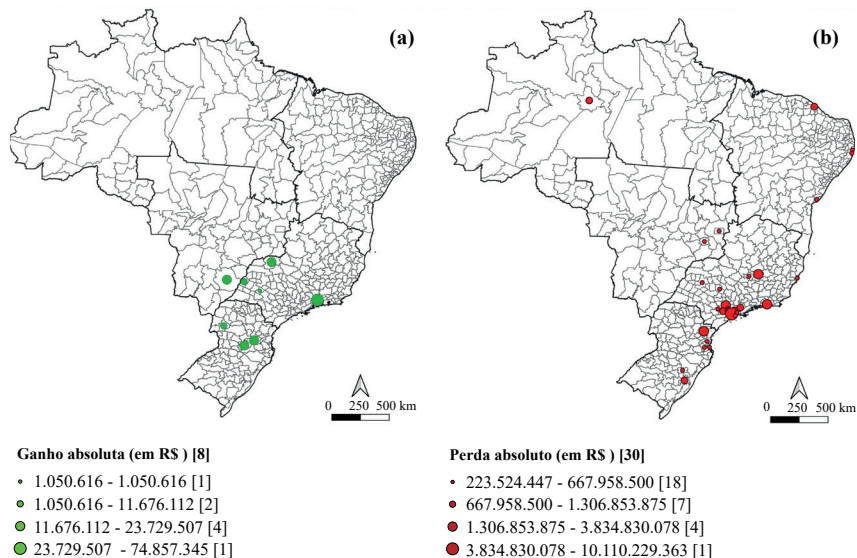 (a)
(b)
0 250 500 km
0 250 500 km
Ganho absoluta (em R$ ) [8]
1.050.616 - 1.050.616 [1]
1.050.616 - 11.676.112 [2]
11.676.112 - 23.729.507 [4]
23.729.507 - 74.857.345 [1]
Perda absoluto (em R$ ) [30]
223.524.447 - 667.958.500 [18]
667.958.500 - 1.306.853.875 [7]
1.306.853.875 - 3.834.830.078 [4]
3.834.830.078 - 10.110.229.363 [1]